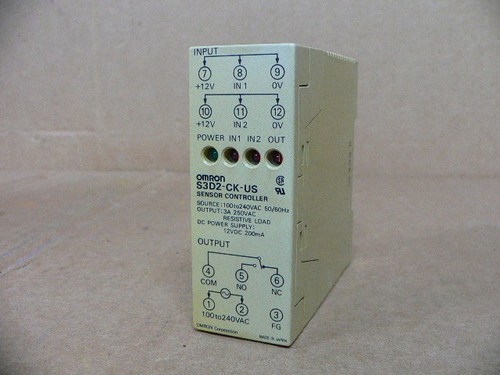 INPUT
7 8 9
+12V IN 1 0V
10 11 12
+12V IN 2 0V
POWER IN1 IN2 OUT
OMRON
S3D2-CK-US
SENSOR CONTROLLER
SOURCE:100to240VAC 50/60Hz
OUTPUT:3A 250VAC
RESISTIVE LOAD
DC POWER SUPPLY:
12VDC 200mA
OUTPUT
4 5 6
COM NO NC
1 2 3
100to240VAC FG
OMRON Corporation MADE IN JAPAN